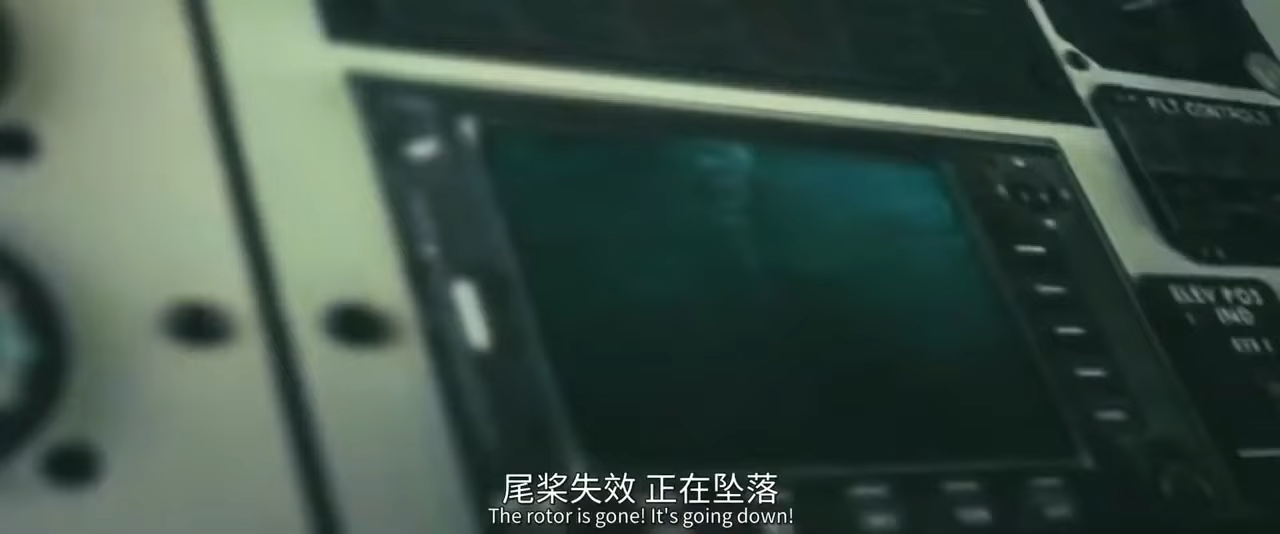 FLT CONTROLS
ELEV POS
IND
尾桨失效 正在坠落
The rotor is gone! It's going down!